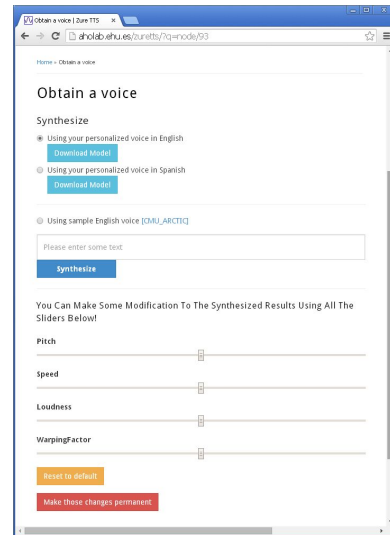 Obtain a voice | Zure TTS
aholab.ehu.es/zuretts/?q=node/93
Home » Obtain a voice
Obtain a voice
Synthesize
Using your personalized voice in English
Download Model
Using your personalized voice in Spanish
Download Model
Using sample English voice [CMU_ARCTIC]
Please enter some text
Synthesize
You Can Make Some Modification To The Synthesized Results Using All The
Sliders Below!
Pitch
Speed
Loudness
WarpingFactor
Reset to default
Make those changes permanent